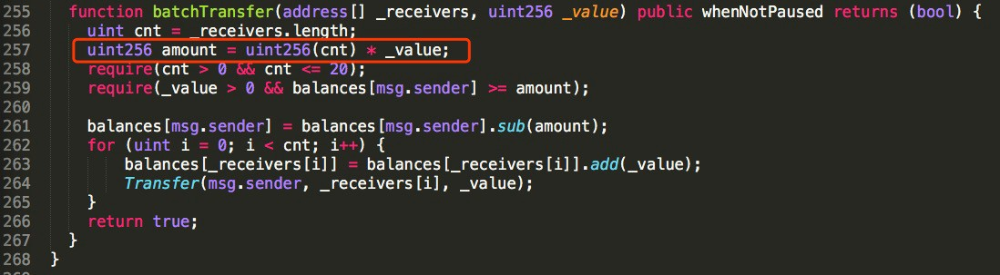 255 function batchTransfer(address[] _receivers, uint256 _value) public whenNotPaused returns (bool) {
256 uint cnt = _receivers.length;
257 uint256 amount = uint256(cnt) * _value;
258 require(cnt > 0 && cnt <= 20);
259 require(_value > 0 && balances[msg.sender] >= amount);
260
261 balances[msg.sender] = balances[msg.sender].sub(amount);
262 for (uint i = 0; i < cnt; i++) {
263 balances[_receivers[i]] = balances[_receivers[i]].add(_value);
264 Transfer(msg.sender, _receivers[i], _value);
265 }
266 return true;
267 }
268 }